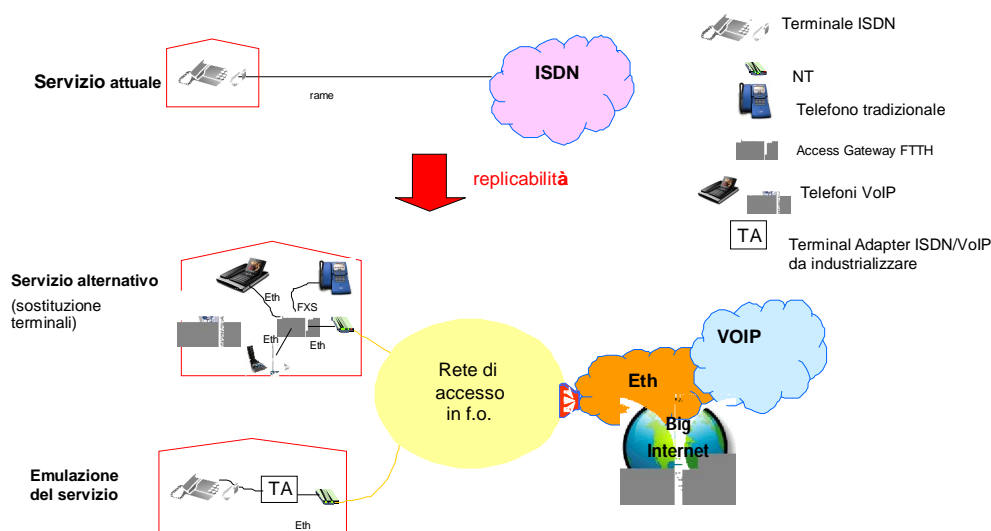 Servizio attuale
rame
ISDN
Terminale ISDN
NT
Telefono tradizionale
Access Gateway FTTH
Telefoni VoIP
TA
Terminal Adapter ISDN/VoIP
da industrializzare
replicabilità
Servizio alternativo
(sostituzione
terminali)
Eth
FXS
Eth
Eth
Rete di
accesso
in f.o.
Eth
VOIP
Big
Internet
Emulazione
del servizio
TA
Eth